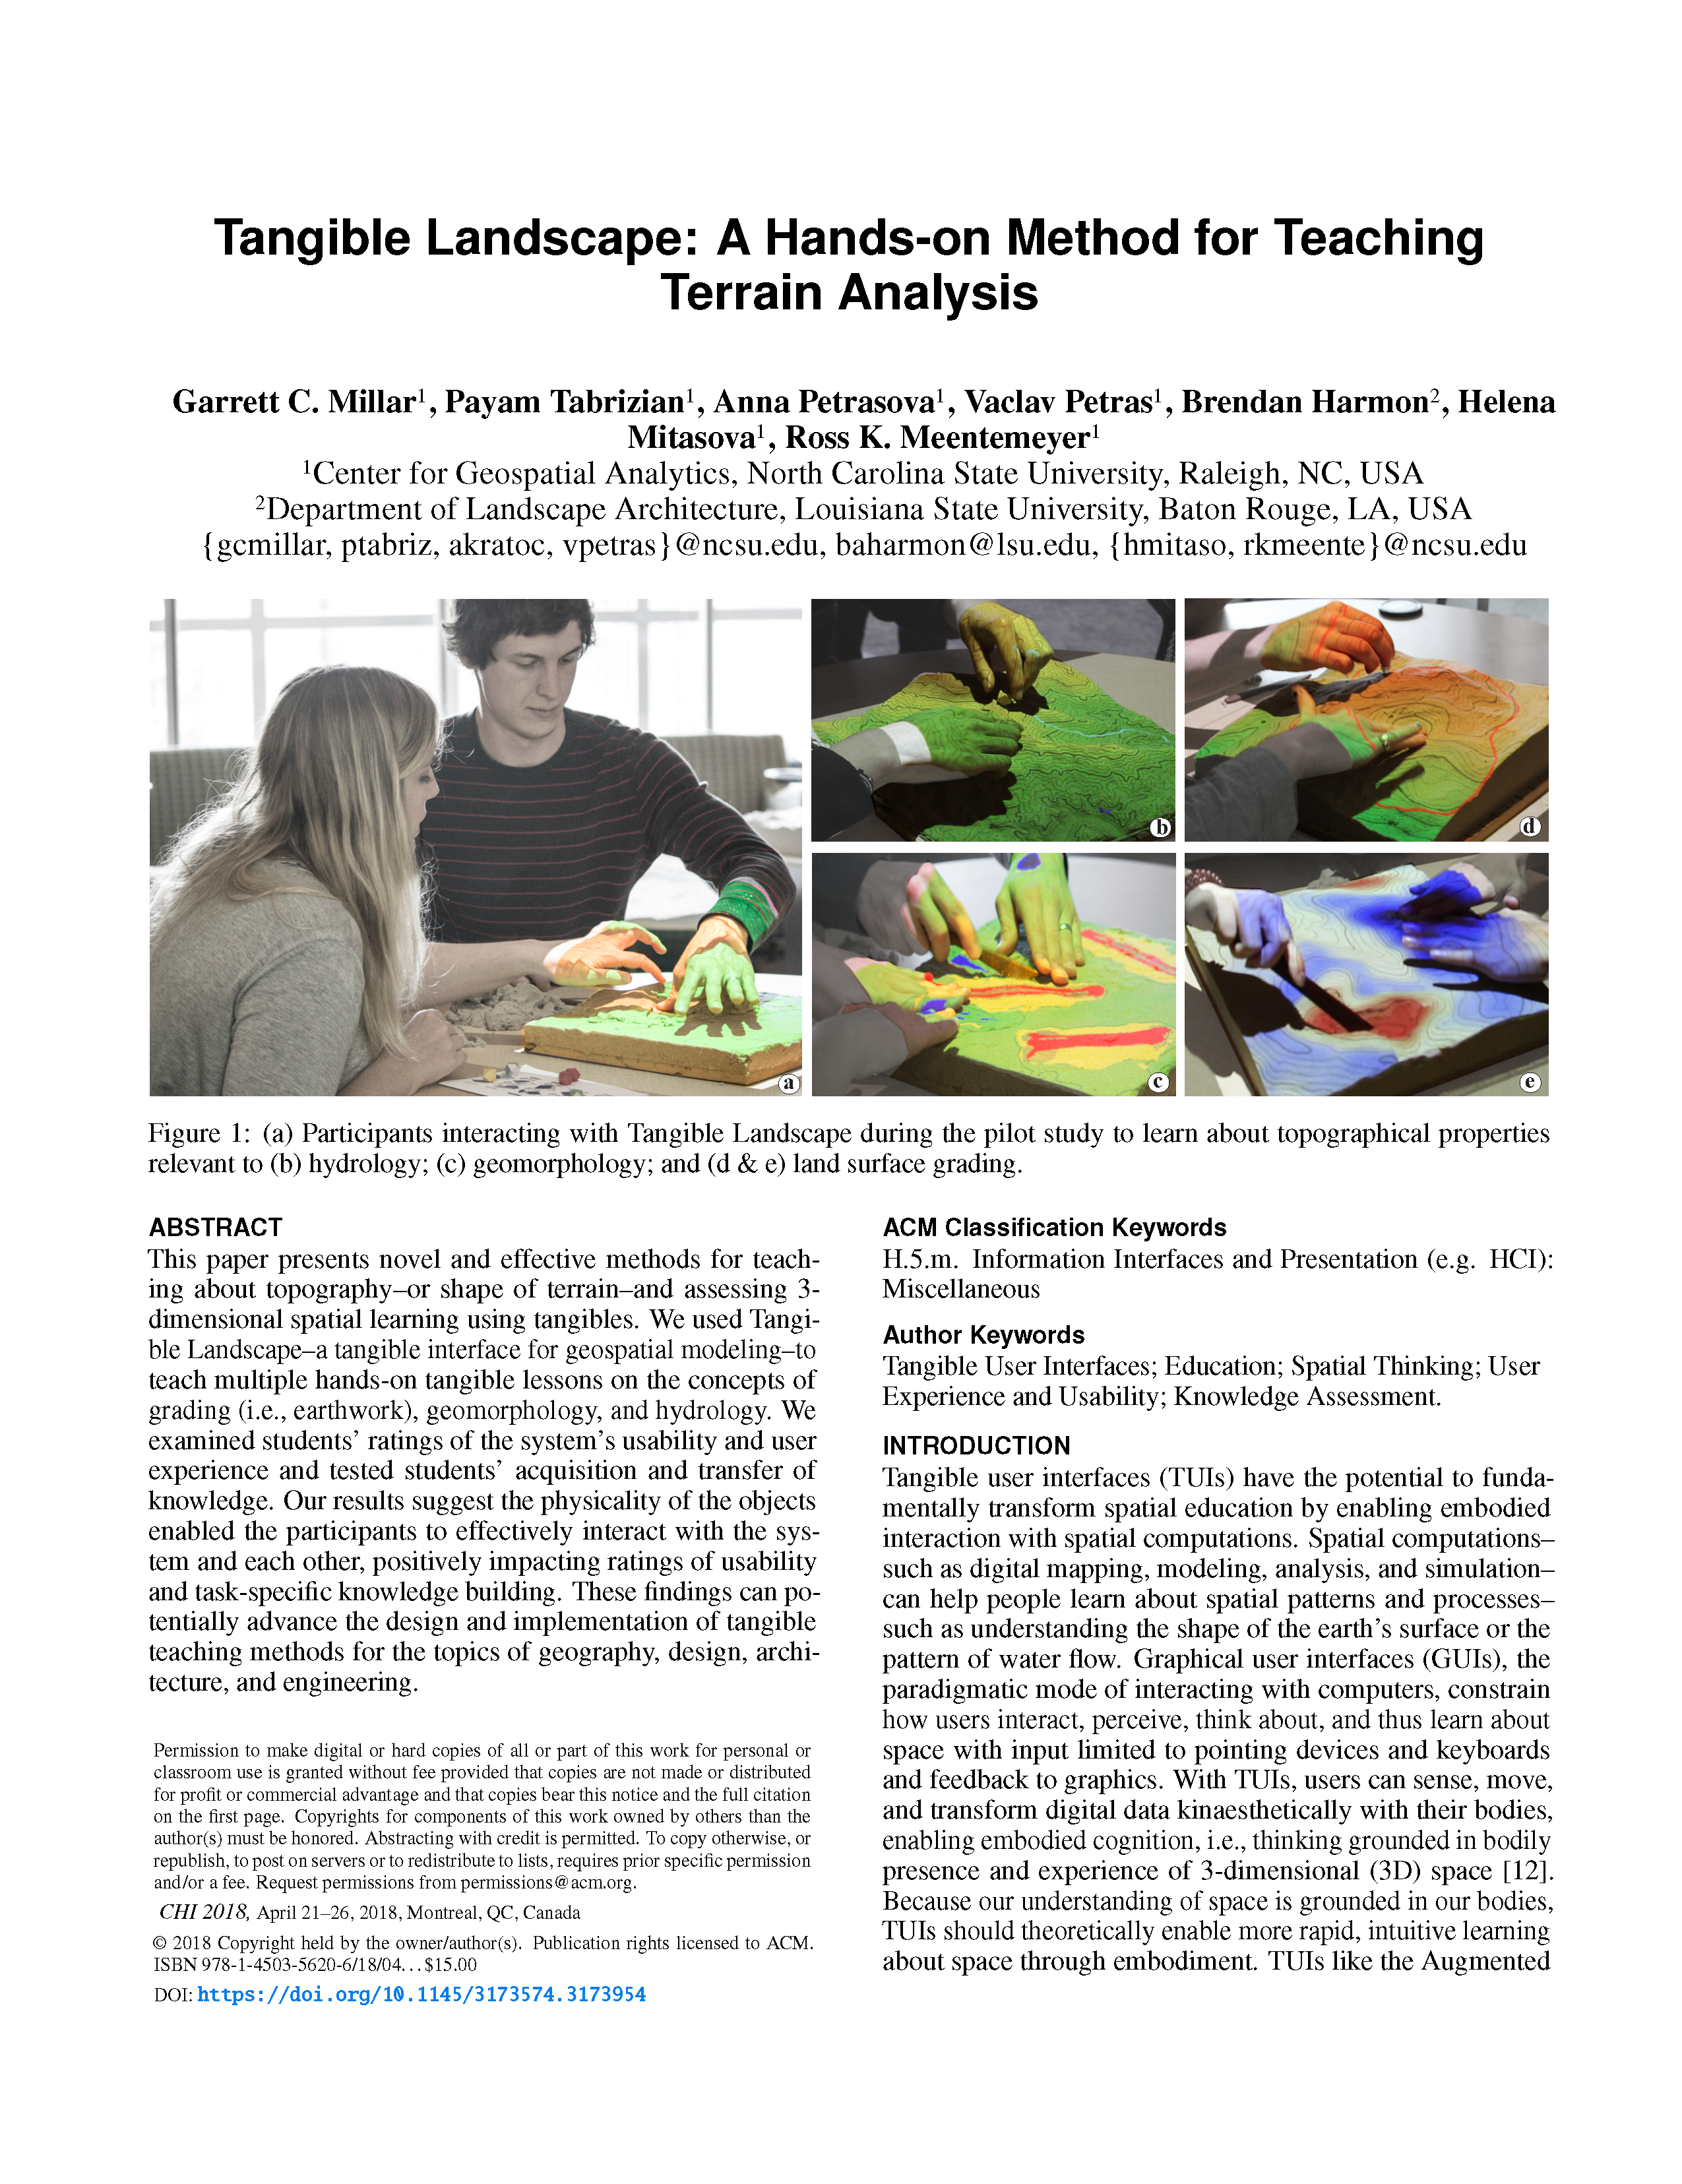 Tangible Landscape: A Hands-on Method for Teaching
Terrain Analysis
Garrett C. Millar¹, Payam Tabrizian¹, Anna Petrasova¹, Vaclav Petras¹, Brendan Harmon², Helena
Mitasova¹, Ross K. Meentemeyer¹
¹Center for Geospatial Analytics, North Carolina State University, Raleigh, NC, USA
²Department of Landscape Architecture, Louisiana State University, Baton Rouge, LA, USA
{gcmillar, ptabriz, akratoc, vpetras}@ncsu.edu, baharmon@lsu.edu, {hmitaso, rkmeente}@ncsu.edu
a
b
d
c
e
Figure 1: (a) Participants interacting with Tangible Landscape during the pilot study to learn about topographical properties
relevant to (b) hydrology; (c) geomorphology; and (d & e) land surface grading.
ABSTRACT
This paper presents novel and effective methods for teach-
ing about topography–or shape of terrain–and assessing 3-
dimensional spatial learning using tangibles. We used Tangi-
ble Landscape–a tangible interface for geospatial modeling–to
teach multiple hands-on tangible lessons on the concepts of
grading (i.e., earthwork), geomorphology, and hydrology. We
examined students' ratings of the system's usability and user
experience and tested students' acquisition and transfer of
knowledge. Our results suggest the physicality of the objects
enabled the participants to effectively interact with the sys-
tem and each other, positively impacting ratings of usability
and task-specific knowledge building. These findings can po-
tentially advance the design and implementation of tangible
teaching methods for the topics of geography, design, archi-
tecture, and engineering.
Permission to make digital or hard copies of all or part of this work for personal or
classroom use is granted without fee provided that copies are not made or distributed
for profit or commercial advantage and that copies bear this notice and the full citation
on the first page. Copyrights for components of this work owned by others than the
author(s) must be honored. Abstracting with credit is permitted. To copy otherwise, or
republish, to post on servers or to redistribute to lists, requires prior specific permission
and/or a fee. Request permissions from permissions@acm.org.
CHI 2018, April 21–26, 2018, Montreal, QC, Canada
© 2018 Copyright held by the owner/author(s). Publication rights licensed to ACM.
ISBN 978-1-4503-5620-6/18/04...$15.00
DOI: https://doi.org/10.1145/3173574.3173954
ACM Classification Keywords
H.5.m. Information Interfaces and Presentation (e.g. HCI):
Miscellaneous
Author Keywords
Tangible User Interfaces; Education; Spatial Thinking; User
Experience and Usability; Knowledge Assessment.
INTRODUCTION
Tangible user interfaces (TUIs) have the potential to funda-
mentally transform spatial education by enabling embodied
interaction with spatial computations. Spatial computations–
such as digital mapping, modeling, analysis, and simulation–
can help people learn about spatial patterns and processes–
such as understanding the shape of the earth's surface or the
pattern of water flow. Graphical user interfaces (GUIs), the
paradigmatic mode of interacting with computers, constrain
how users interact, perceive, think about, and thus learn about
space with input limited to pointing devices and keyboards
and feedback to graphics. With TUIs, users can sense, move,
and transform digital data kinaesthetically with their bodies,
enabling embodied cognition, i.e., thinking grounded in bodily
presence and experience of 3-dimensional (3D) space [12].
Because our understanding of space is grounded in our bodies,
TUIs should theoretically enable more rapid, intuitive learning
about space through embodiment. TUIs like the Augmented